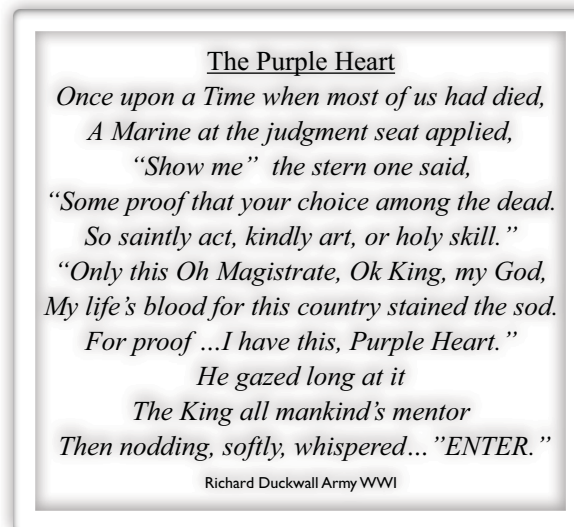 The Purple Heart
Once upon a Time when most of us had died,
A Marine at the judgment seat applied,
“Show me”  the stern one said,
“Some proof that your choice among the dead.
So saintly act, kindly art, or holy skill.”
“Only this Oh Magistrate, Ok King, my God,
My life’s blood for this country stained the sod.
For proof …I have this, Purple Heart.”
He gazed long at it
The King all mankind’s mentor
Then nodding, softly, whispered…”ENTER.”
Richard Duckwall Army WWI